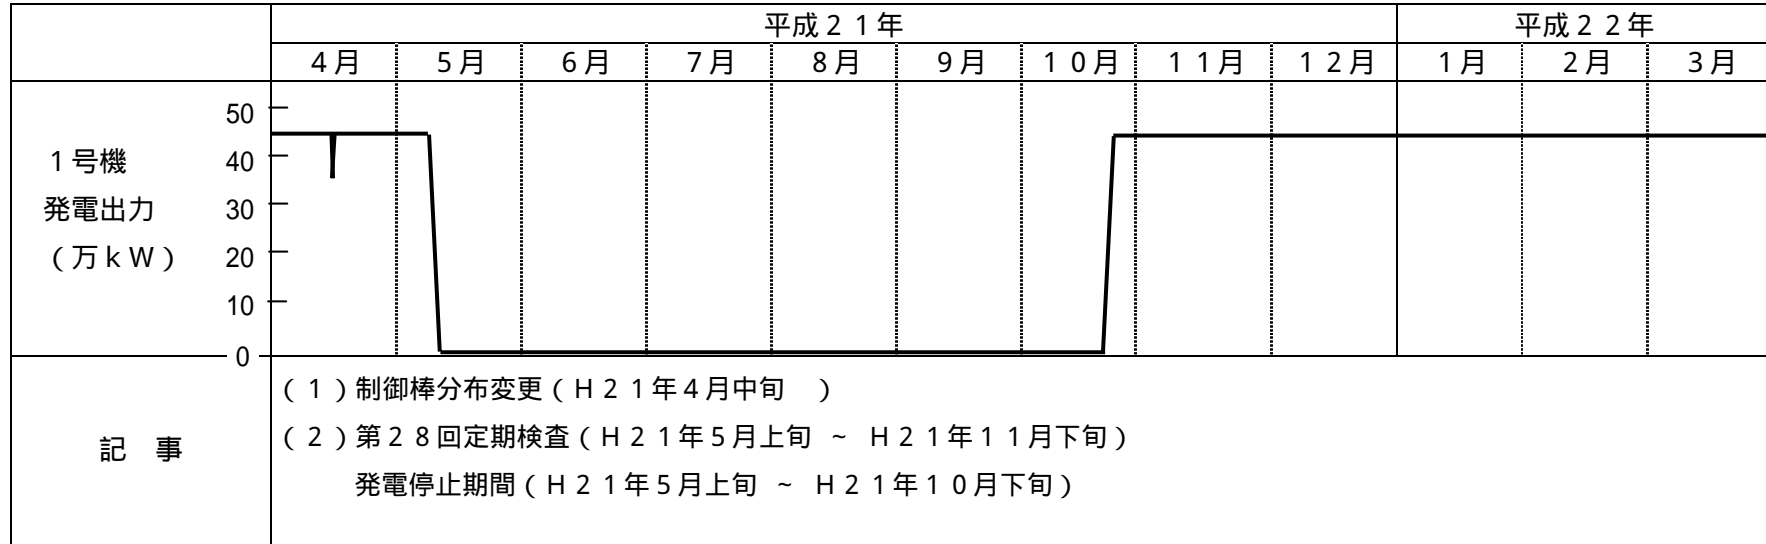 平成２１年 平成２２年
４月 ５月 ６月 ７月 ８月 ９月 １０月 １１月 １２月 １月 ２月 ３月
50
１号機 40
発電出力 30
（万ｋＷ） 20
10
0
（１）制御棒分布変更（Ｈ２１年４月中旬　）
記　事 （２）第２８回定期検査（Ｈ２１年５月上旬 ~ Ｈ２１年１１月下旬）
発電停止期間（Ｈ２１年５月上旬 ~ Ｈ２１年１０月下旬）